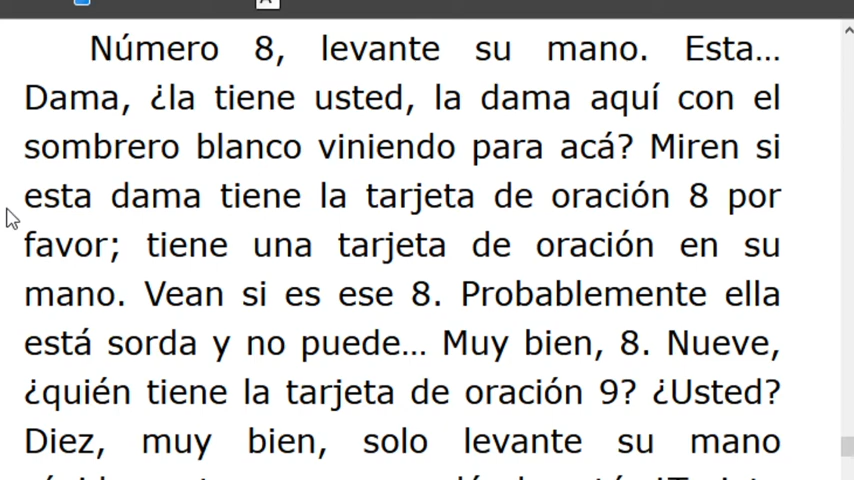 Número 8, levante su mano. Esta…
Dama, ¿la tiene usted, la dama aquí con el
sombrero blanco viniendo para acá? Miren si
esta dama tiene la tarjeta de oración 8 por
favor; tiene una tarjeta de oración en su
mano. Vean si es ese 8. Probablemente ella
está sorda y no puede… Muy bien, 8. Nueve,
¿quién tiene la tarjeta de oración 9? ¿Usted?
Diez, muy bien, solo levante su mano